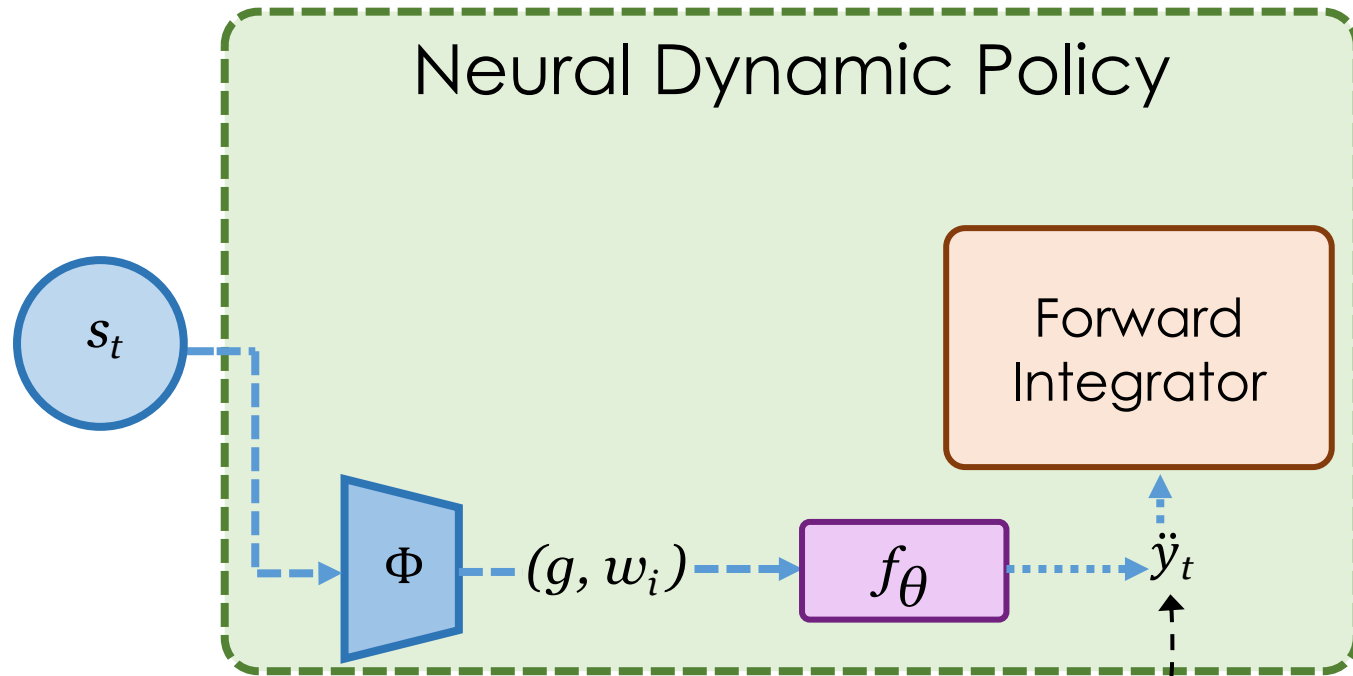 Neural Dynamic Policy
s_t
Forward
Integrator
Φ
(g, w_i)
f_θ
ÿ_t